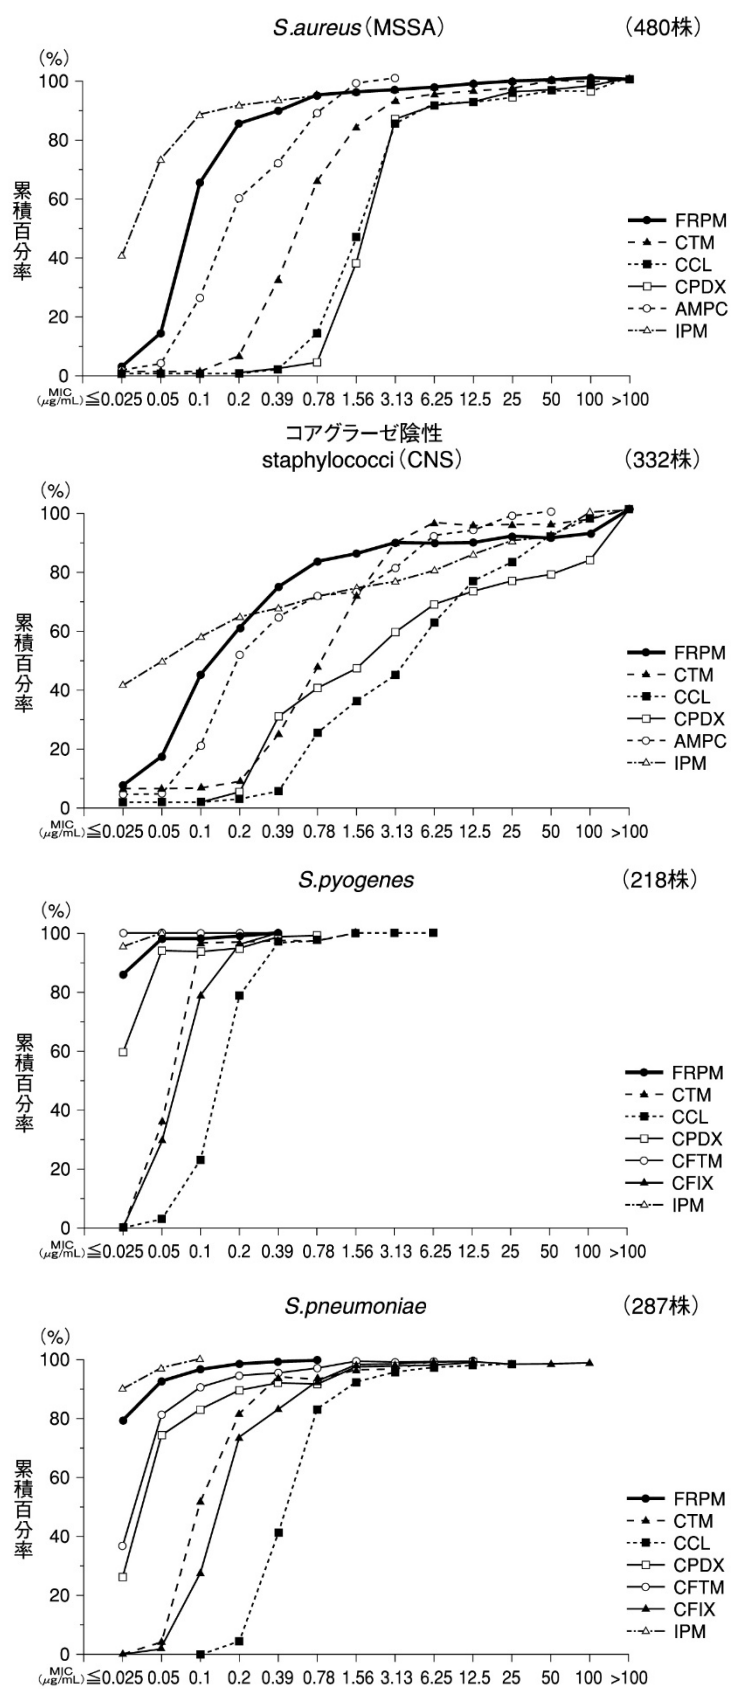 S.aureus(MSSA) (480株)
(%)
100
80
60
40
20
0
累積百分率
FRPM
CTM
CCL
CPDX
AMPC
IPM
MIC (μg/mL) ≦0.025 0.05 0.1 0.2 0.39 0.78 1.56 3.13 6.25 12.5 25 50 100 >100
コアグラーゼ陰性
staphylococci(CNS) (332株)
(%)
100
80
60
40
20
0
累積百分率
FRPM
CTM
CCL
CPDX
AMPC
IPM
MIC (μg/mL) ≦0.025 0.05 0.1 0.2 0.39 0.78 1.56 3.13 6.25 12.5 25 50 100 >100
S.pyogenes (218株)
(%)
100
80
60
40
20
0
累積百分率
FRPM
CTM
CCL
CPDX
CFTM
CFIX
IPM
MIC (μg/mL) ≦0.025 0.05 0.1 0.2 0.39 0.78 1.56 3.13 6.25 12.5 25 50 100 >100
S.pneumoniae (287株)
(%)
100
80
60
40
20
0
累積百分率
FRPM
CTM
CCL
CPDX
CFTM
CFIX
IPM
MIC (μg/mL) ≦0.025 0.05 0.1 0.2 0.39 0.78 1.56 3.13 6.25 12.5 25 50 100 >100